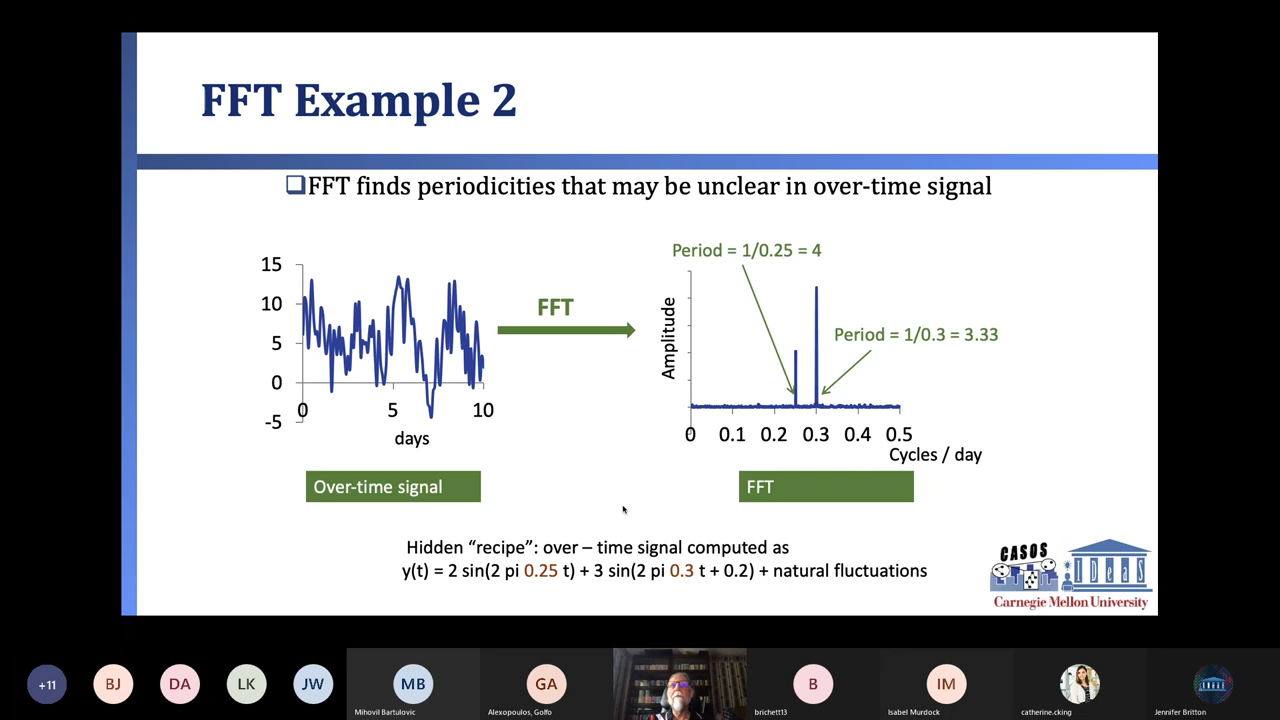 FFT Example 2
FFT finds periodicities that may be unclear in over-time signal
Period = 1/0.25 = 4
15
10
5
0
-5
0
5
10
days
FFT
Amplitude
Period = 1/0.3 = 3.33
0
0.1
0.2
0.3
0.4
0.5
Cycles / day
Over-time signal
FFT
Hidden “recipe”: over – time signal computed as
y(t) = 2 sin(2 pi 0.25 t) + 3 sin(2 pi 0.3 t + 0.2) + natural fluctuations
CASOS
IDeaS
Carnegie Mellon University
+11
BJ
DA
LK
JW
MB
GA
B
IM
Mihovil Bartulovic
Alexopoulos, Golfo
brichett13
Isabel Murdock
catherine.cking
Jennifer Britton